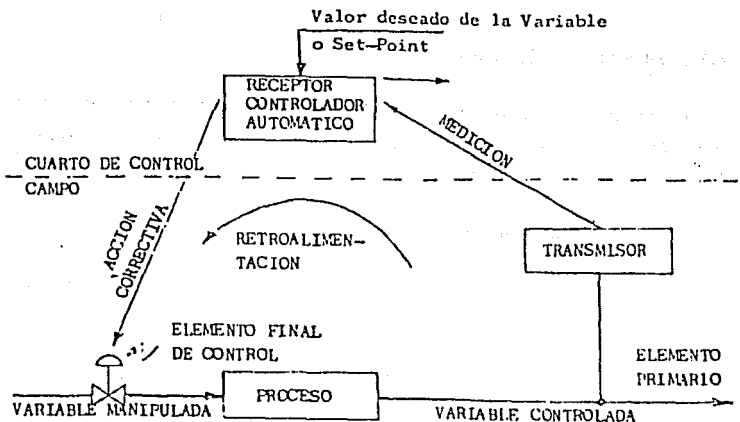 Valor deseado de la Variable
o Set-Point
RECEPTOR
CONTROLADOR
AUTOMATICO
MEDICION
CUARTO DE CONTROL
CAMPO
ACCION
CORRECTIVA
RETROALIMEN-
TACION
TRANSMISOR
ELEMENTO FINAL
DE CONTROL
ELEMENTO
PRIMARIO
PROCESO
VARIABLE MANIPULADA
VARIABLE CONTROLADA